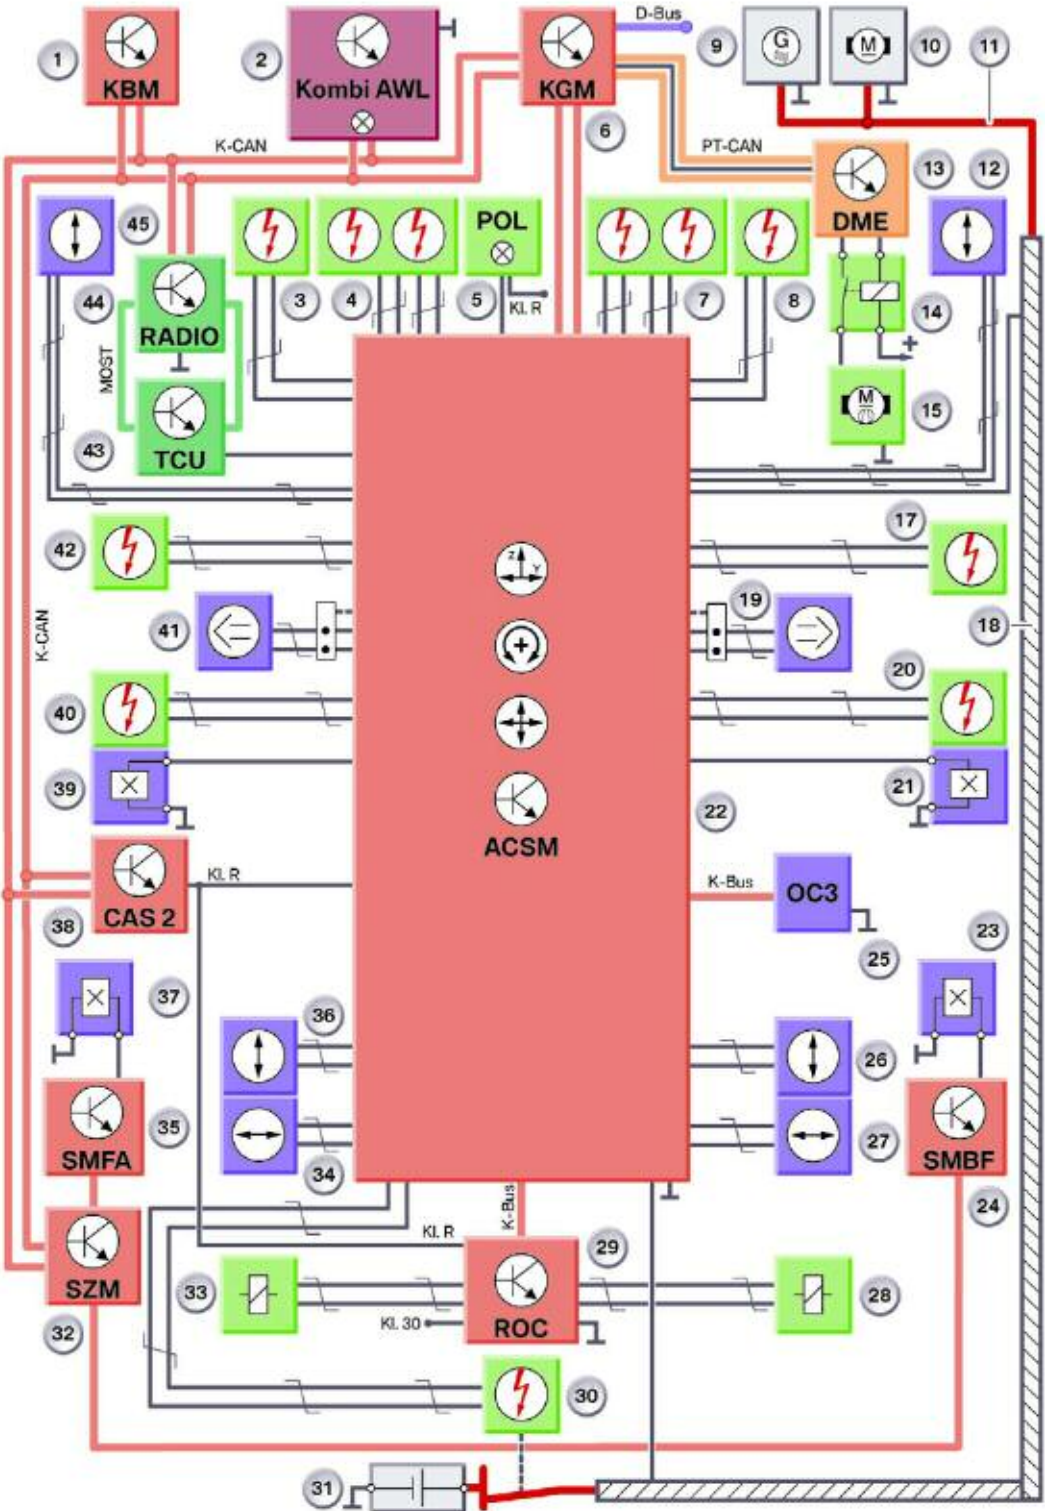 D-Bus
1
2
9
G
M
10
11
KBM
Kombi AWL
KGM
6
K-CAN
PT-CAN
13
12
45
DME
POL
44
3
4
5
Kl. R
7
8
14
+
RADIO
MOST
M
15
43
TCU
17
42
Z
Y
K-CAN
41
19
18
+
20
40
39
21
22
ACSM
Kl. R
K-Bus
OC3
CAS 2
38
23
25
37
36
26
35
27
SMFA
34
SMBF
K-Bus
24
Kl. R
29
SZM
33
28
32
Kl. 30
ROC
30
31